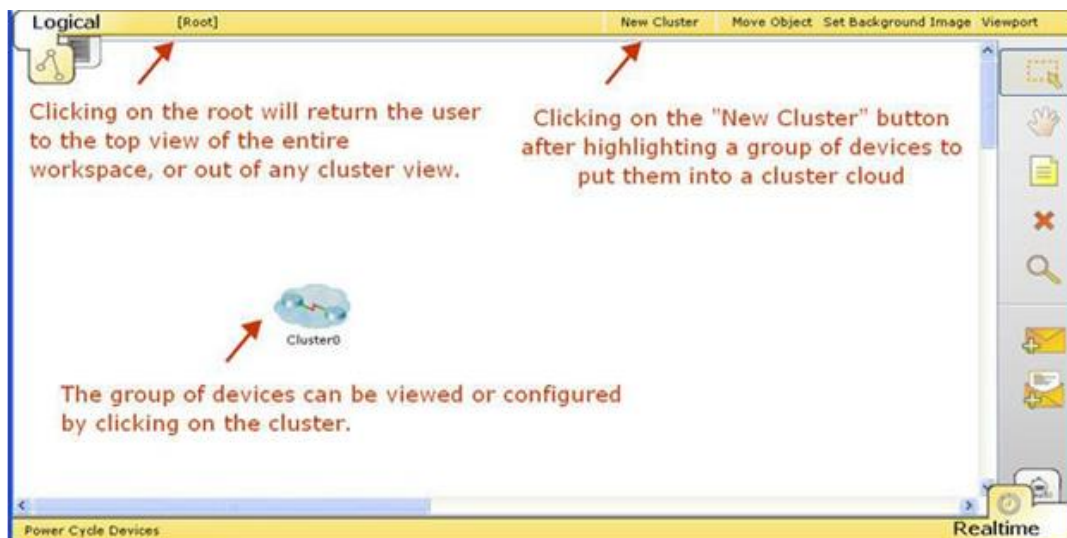 Logical [Root] New Cluster Move Object Set Background Image Viewport
Clicking on the root will return the user
to the top view of the entire
workspace, or out of any cluster view.
Clicking on the "New Cluster" button
after highlighting a group of devices to
put them into a cluster cloud
Cluster0
The group of devices can be viewed or configured
by clicking on the cluster.
Power Cycle Devices
Realtime